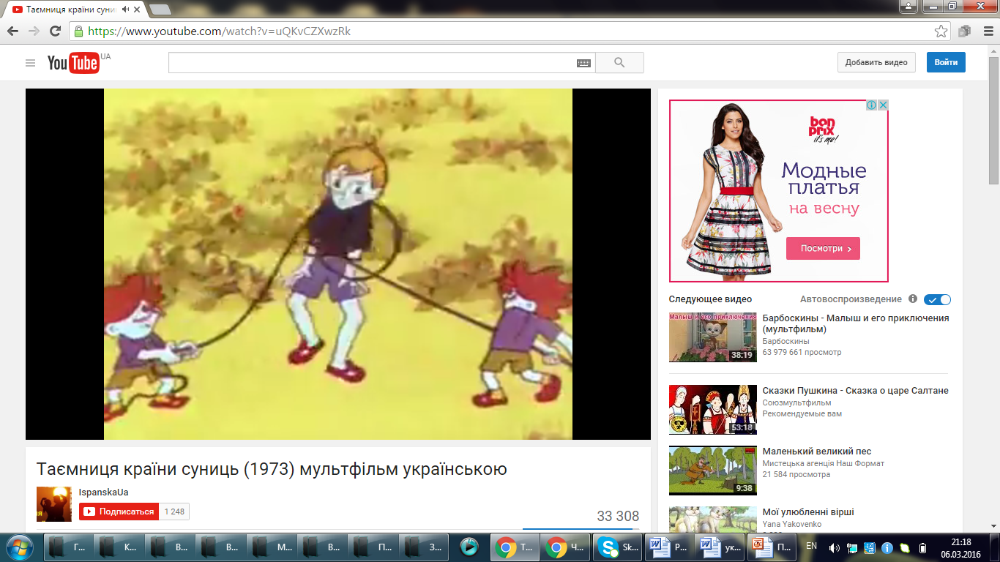 Таємниця країни суни
https://www.youtube.com/watch?v=uQKvCZXwzRk
YouTube UA
Добавить видео
Войти
bon prix
it's me!
Модные
платья
на весну
Посмотри
Следующее видео
Автовоспроизведение
Малыш и его приключения
38:19
Барбоскины - Малыш и его приключения
(мультфильм)
Барбоскины
63 979 661 просмотр
53:18
Сказки Пушкина - Сказка о царе Салтане
Союзмультфильм
Рекомендуемые вам
9:38
Маленький великий пес
Мистецька агенція Наш Формат
21 584 просмотра
Мої улюбленні вірші
Yana Yakovenko
Таємниця країни суниць (1973) мультфільм українською
IspanskaUa
Подписаться
1 248
33 308
Г...
К...
В...
В...
М...
В...
П...
З...
Т...
Ч...
Sk...
Р...
ук...
П...
EN
21:18
06.03.2016